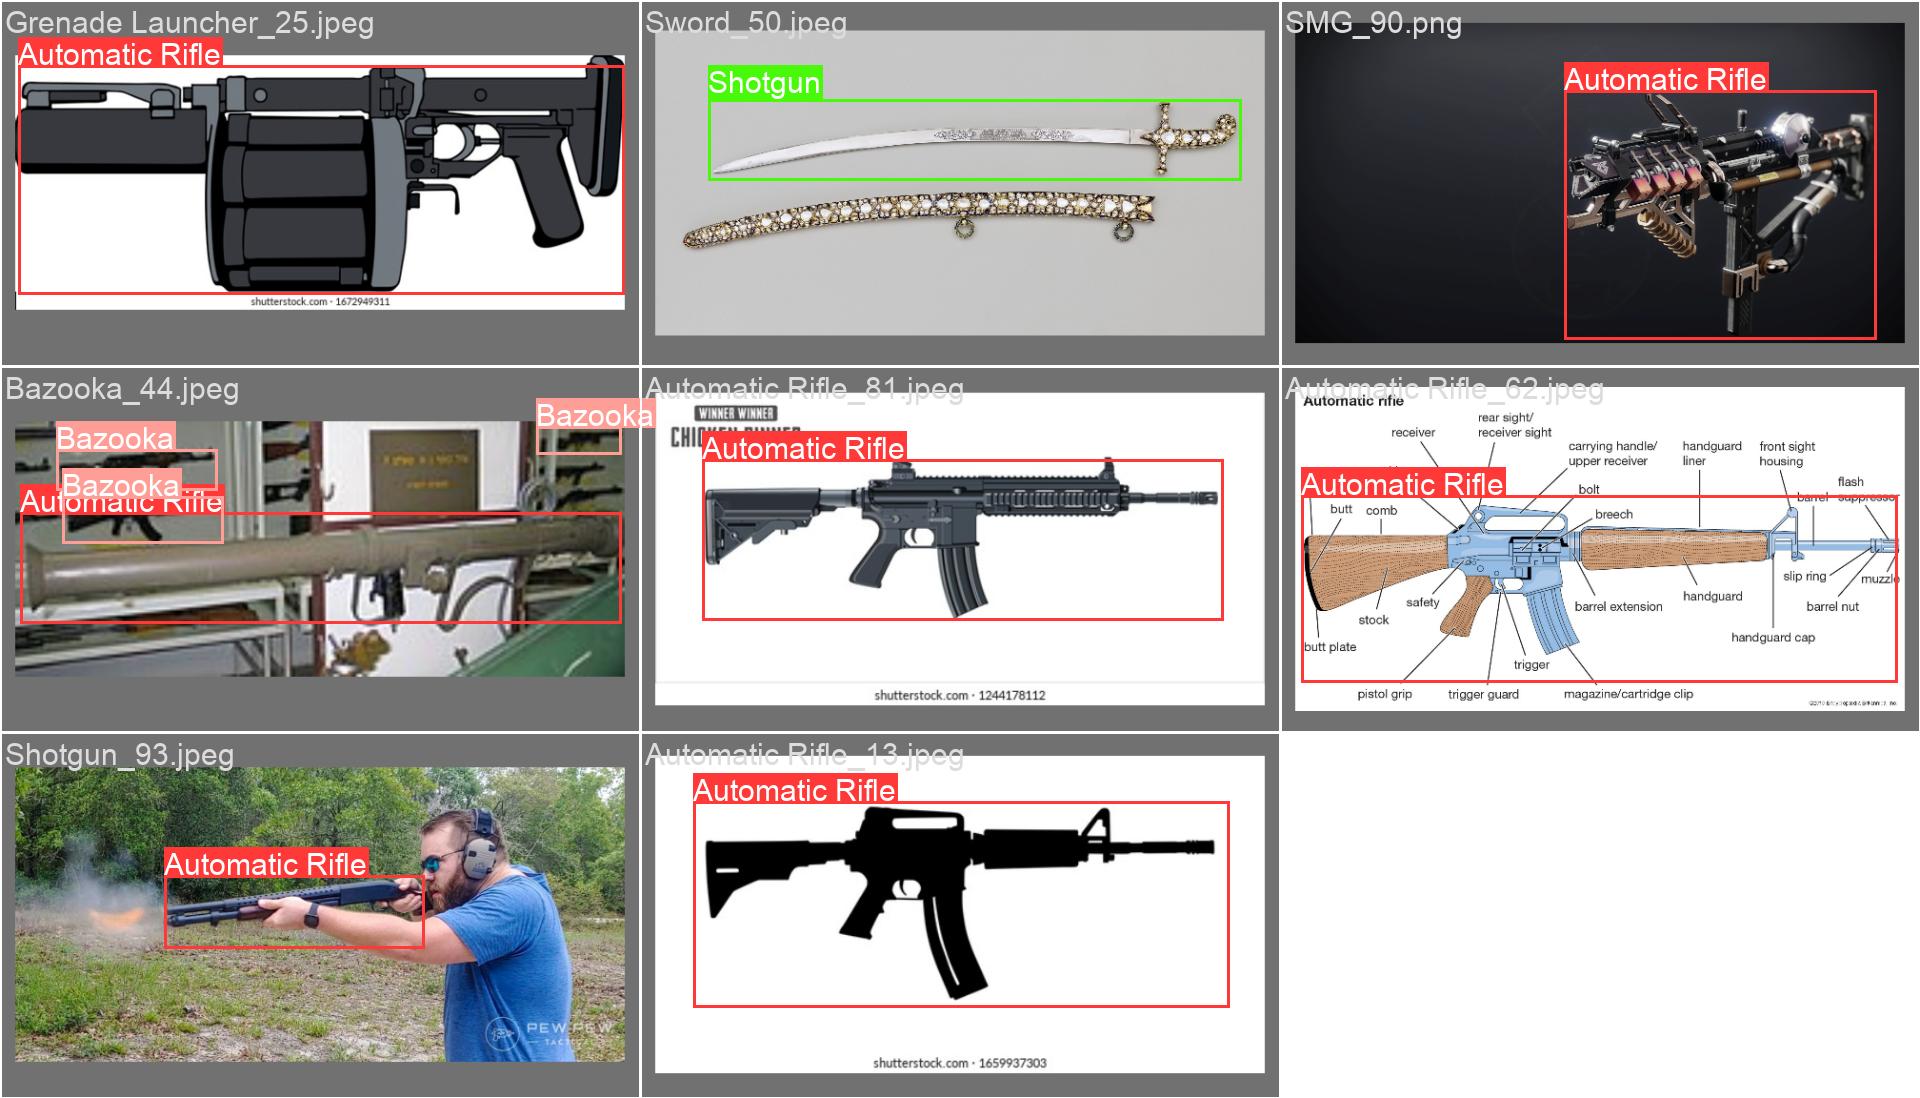 Grenade Launcher_25.jpeg
Automatic Rifle
shutterstock.com · 1672949311
Sword_50.jpeg
Shotgun
SMG_90.png
Automatic Rifle
Bazooka_44.jpeg
Bazooka
Bazooka
Bazooka
Automatic Rifle
Automatic Rifle_81.jpeg
WINNER WINNER
CHICKEN DINNER
Automatic Rifle
shutterstock.com · 1244178112
Automatic Rifle_62.jpeg
Automatic rifle
rear sight/
receiver sight
receiver
carrying handle/
upper receiver
handguard
liner
front sight
housing
Automatic Rifle
bolt
barrel
flash
suppressor
butt
comb
breech
slip ring
muzzle
safety
barrel extension
handguard
barrel nut
stock
handguard cap
butt plate
trigger
pistol grip
trigger guard
magazine/cartridge clip
Shotgun_93.jpeg
Automatic Rifle
PEW PEW
TACTICAL
Automatic Rifle_13.jpeg
Automatic Rifle
shutterstock.com · 1659937303